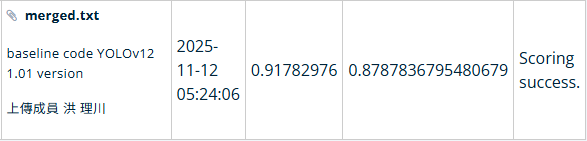 merged.txt
baseline code YOLOv12
1.01 version
上傳成員 洪 理川
2025-
11-12
05:24:06
0.91782976
0.8787836795480679
Scoring
success.